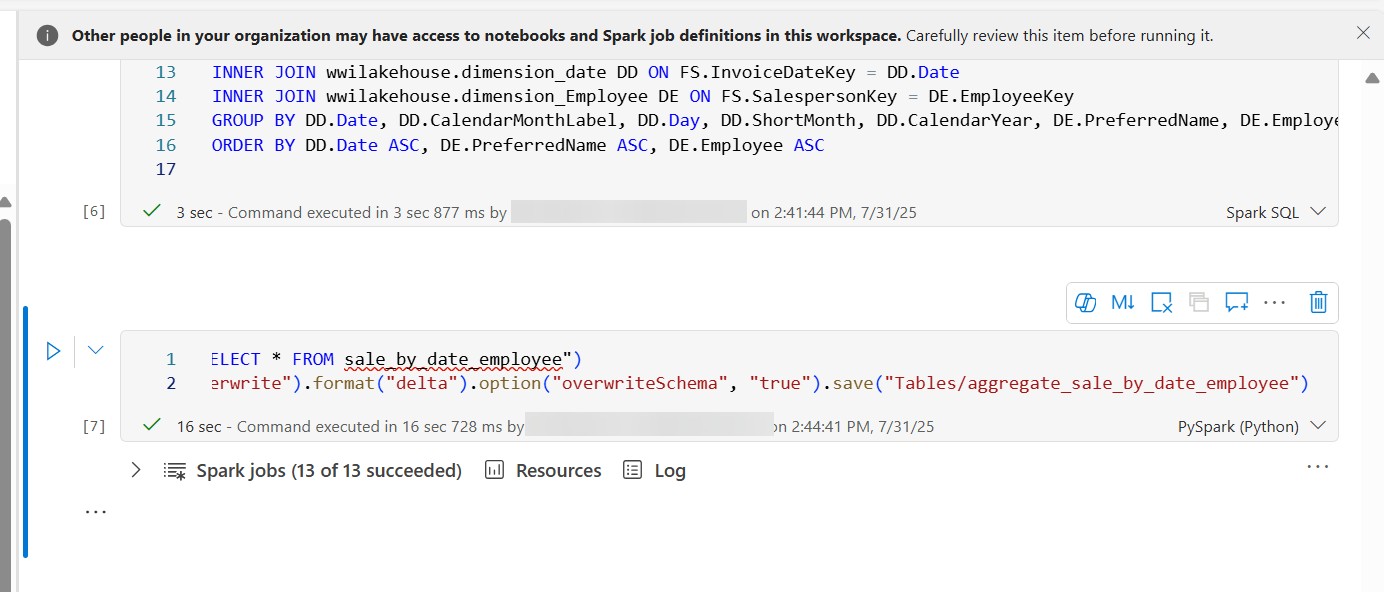 Other people in your organization may have access to notebooks and Spark job definitions in this workspace. Carefully review this item before running it.
13 INNER JOIN wwilakehouse.dimension_date DD ON FS.InvoiceDateKey = DD.Date
14 INNER JOIN wwilakehouse.dimension_Employee DE ON FS.SalespersonKey = DE.EmployeeKey
15 GROUP BY DD.Date, DD.CalendarMonthLabel, DD.Day, DD.ShortMonth, DD.CalendarYear, DE.PreferredName, DE.Employe
16 ORDER BY DD.Date ASC, DE.PreferredName ASC, DE.Employee ASC
17
[6] 3 sec - Command executed in 3 sec 877 ms by on 2:41:44 PM, 7/31/25 Spark SQL
M↓ ...
1 ELECT * FROM sale_by_date_employee")
2 erwrite").format("delta").option("overwriteSchema", "true").save("Tables/aggregate_sale_by_date_employee")
[7] 16 sec - Command executed in 16 sec 728 ms by on 2:44:41 PM, 7/31/25 PySpark (Python)
Spark jobs (13 of 13 succeeded) Resources Log ...
...